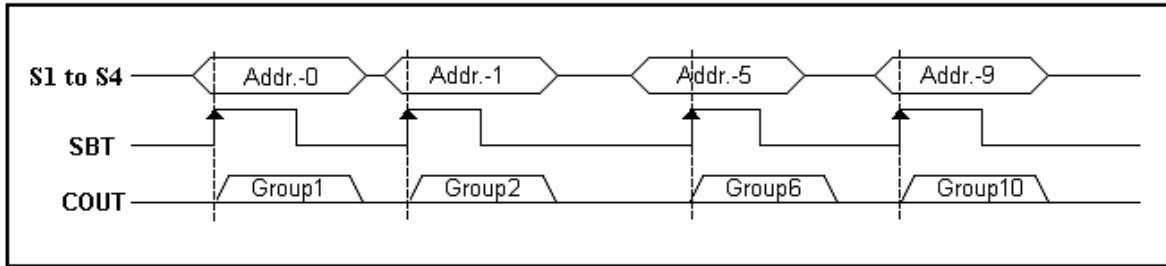 S1 to S4 Addr.-0 Addr.-1 Addr.-5 Addr.-9
SBT
COUT Group1 Group2 Group6 Group10